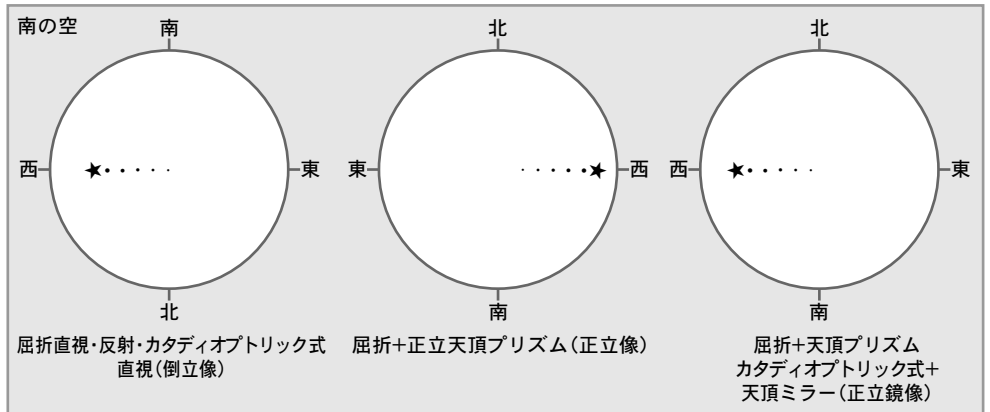 南の空
南
西
東
北
屈折直視・反射・カタディオプトリック式
直視(倒立像)
北
東
西
南
屈折+正立天頂プリズム(正立像)
北
西
東
南
屈折+天頂プリズム
カタディオプトリック式+
天頂ミラー(正立鏡像)